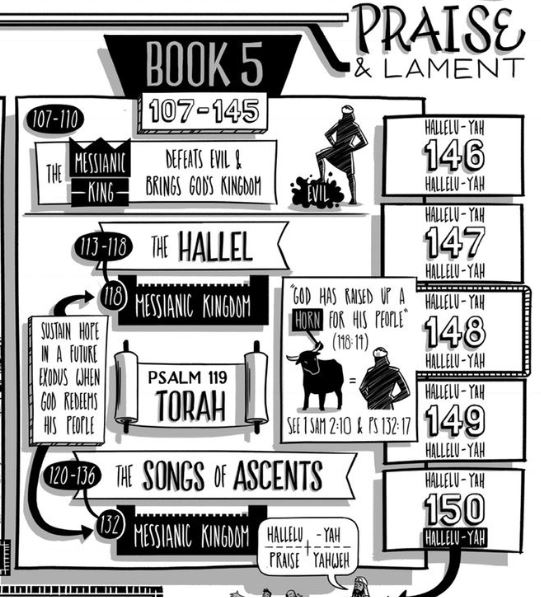 PRAISE
& LAMENT
BOOK 5
107-145
107-110
THE MESSIANIC KING
DEFEATS EVIL &
BRINGS GOD'S KINGDOM
EVIL
113-118
THE HALLEL
118
MESSIANIC KINGDOM
SUSTAIN HOPE
IN A FUTURE
EXODUS WHEN
GOD REDEEMS
HIS PEOPLE
PSALM 119
TORAH
"GOD HAS RAISED UP A
HORN FOR HIS PEOPLE"
(148:14)
=
SEE 1 SAM 2:10 & PS 132:17
120-136
THE SONGS OF ASCENTS
132
MESSIANIC KINGDOM
HALLELU - YAH
146
HALLELU - YAH
HALLELU - YAH
147
HALLELU - YAH
HALLELU - YAH
148
HALLELU - YAH
HALLELU - YAH
149
HALLELU - YAH
HALLELU - YAH
150
HALLELU - YAH
HALLELU + -YAH
PRAISE YAHWEH